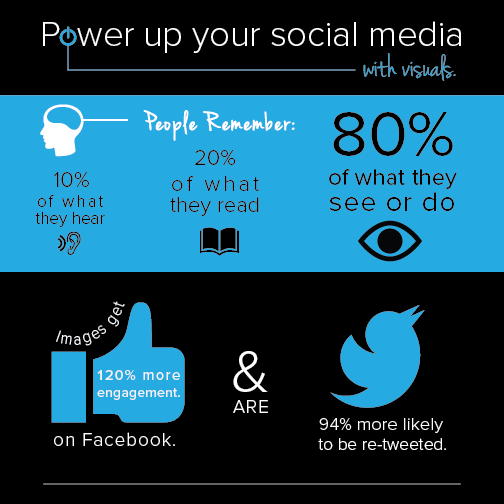 Power up your social media
with visuals.
People Remember:
10%
of what
they hear
20%
of what
they read
80%
of what they
see or do
Images get
120% more
engagement.
on Facebook.
&
ARE
94% more likely
to be re-tweeted.